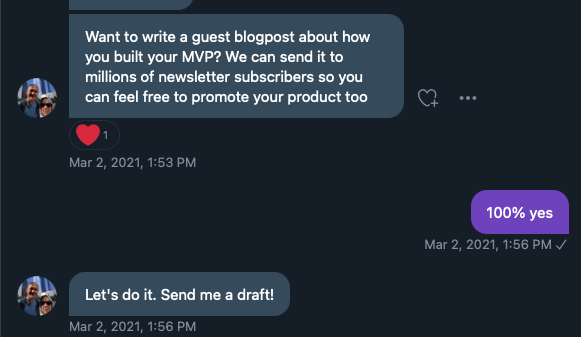 Want to write a guest blogpost about how
you built your MVP? We can send it to
millions of newsletter subscribers so you
can feel free to promote your product too
1
Mar 2, 2021, 1:53 PM
100% yes
Mar 2, 2021, 1:56 PM ✓
Let's do it. Send me a draft!
Mar 2, 2021, 1:56 PM